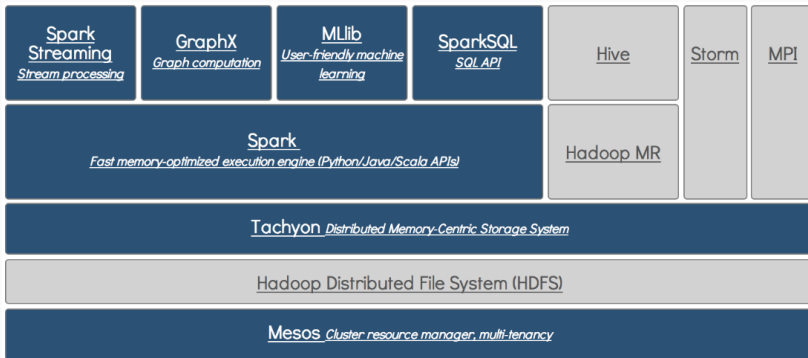 Spark
Streaming
Stream processing
GraphX
Graph computation
MLlib
User-friendly machine
learning
SparkSQL
SQL API
Hive
Storm
MPI
Spark
Fast memory-optimized execution engine (Python/Java/Scala APIs)
Hadoop MR
Tachyon Distributed Memory-Centric Storage System
Hadoop Distributed File System (HDFS)
Mesos Cluster resource manager, multi-tenancy